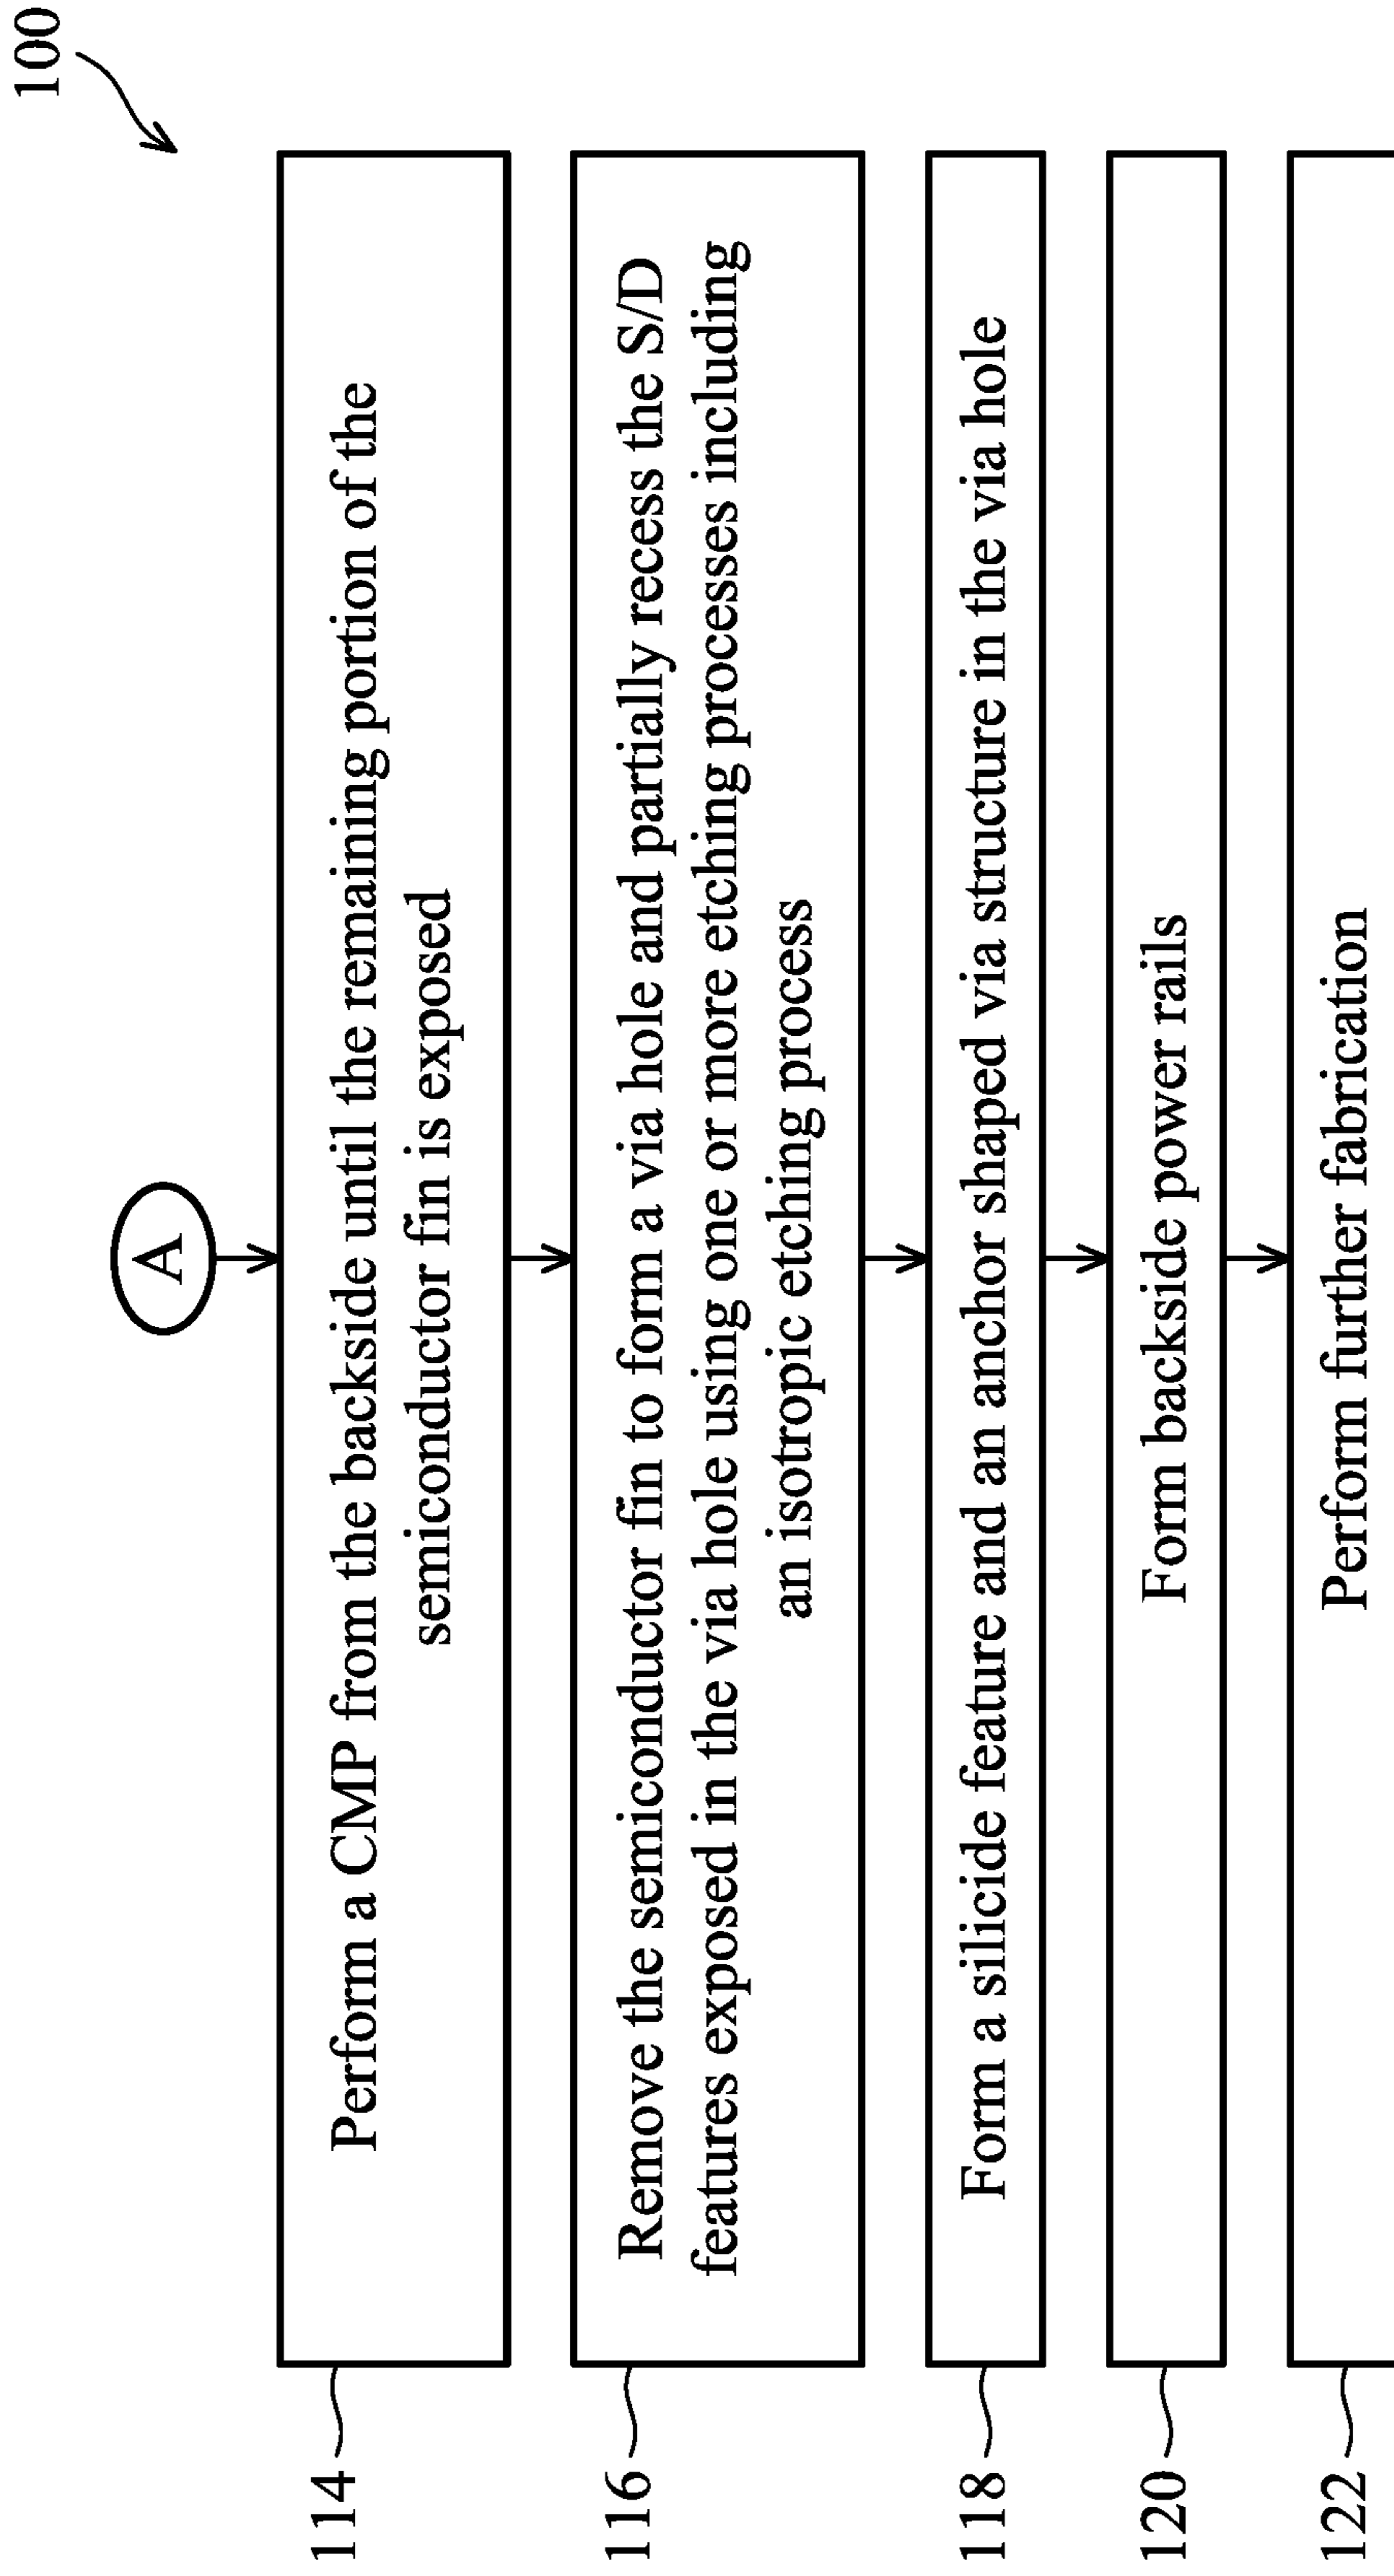 100
A
114
Perform a CMP from the backside until the remaining portion of the
semiconductor fin is exposed
116
Remove the semiconductor fin to form a via hole and partially recess the S/D
features exposed in the via hole using one or more etching processes including
an isotropic etching process
118
Form a silicide feature and an anchor shaped via structure in the via hole
120
Form backside power rails
122
Perform further fabrication